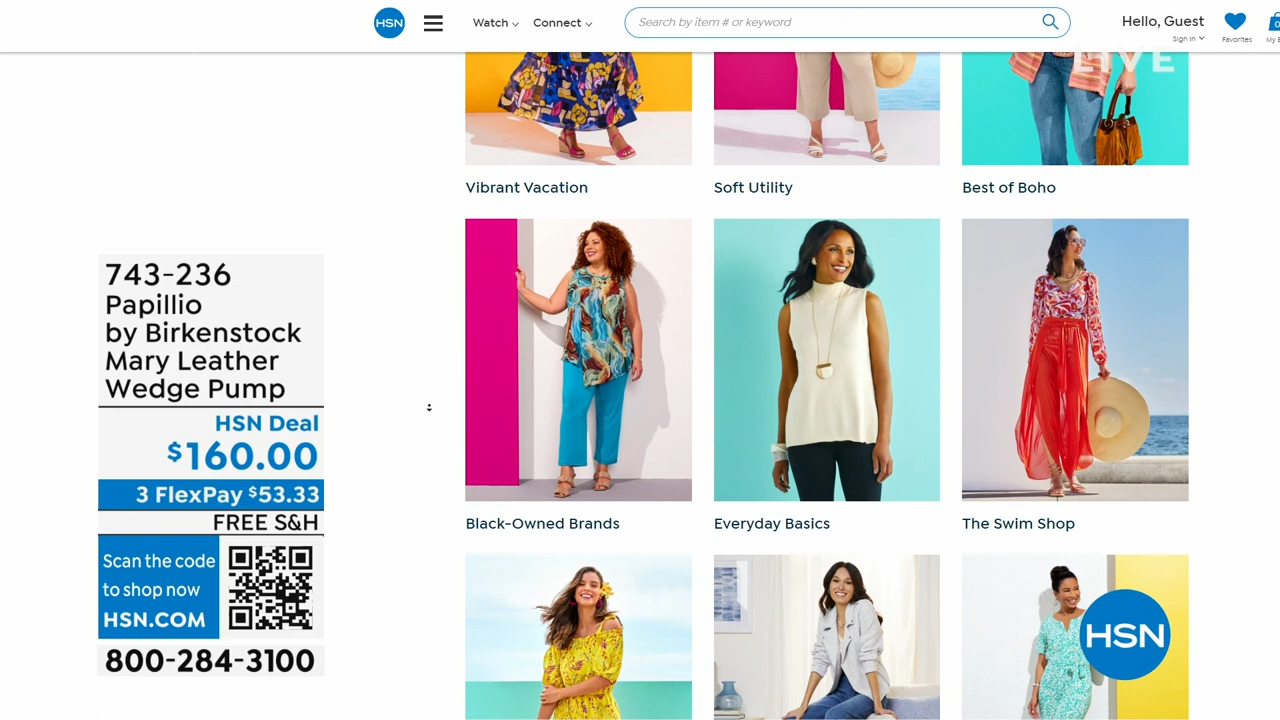 HSN
Watch
Connect
Search by item # or keyword
Hello, Guest
Sign In
Favorites
0
LIVE
Vibrant Vacation
Soft Utility
Best of Boho
743-236
Papillio
by Birkenstock
Mary Leather
Wedge Pump
HSN Deal
$160.00
3 FlexPay $53.33
FREE S&H
Scan the code
to shop now
HSN.COM
800-284-3100
Black-Owned Brands
Everyday Basics
The Swim Shop
HSN